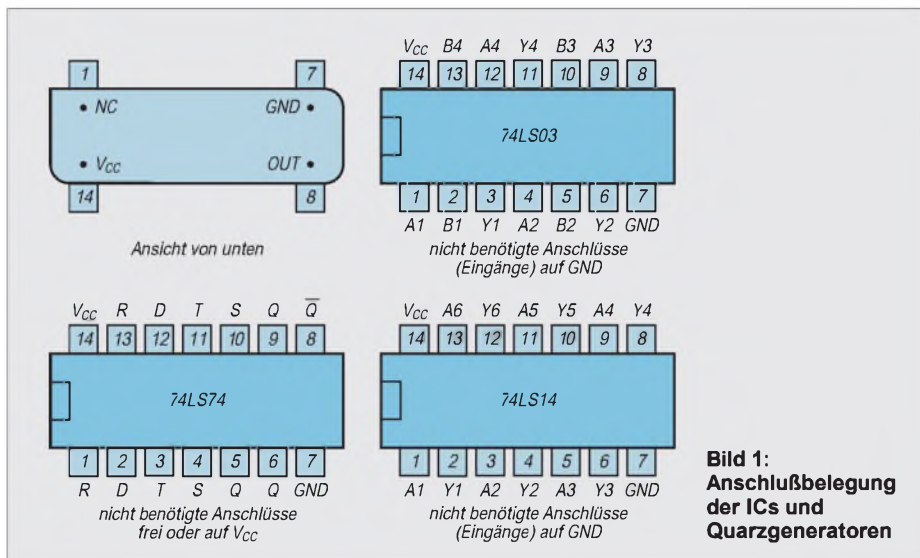 1 7
• NC GND •
• VCC OUT •
14 8
Ansicht von unten
VCC B4 A4 Y4 B3 A3 Y3
14 13 12 11 10 9 8
74LS03
1 2 3 4 5 6 7
A1 B1 Y1 A2 B2 Y2 GND
nicht benötigte Anschlüsse
(Eingänge) auf GND
VCC R D T S Q Q̅
14 13 12 11 10 9 8
74LS74
1 2 3 4 5 6 7
R D T S Q Q GND
nicht benötigte Anschlüsse
frei oder auf VCC
VCC A6 Y6 A5 Y5 A4 Y4
14 13 12 11 10 9 8
74LS14
1 2 3 4 5 6 7
A1 Y1 A2 Y2 A3 Y3 GND
nicht benötigte Anschlüsse
(Eingänge) auf GND
Bild 1:
Anschlußbelegung
der ICs und
Quarzgeneratoren